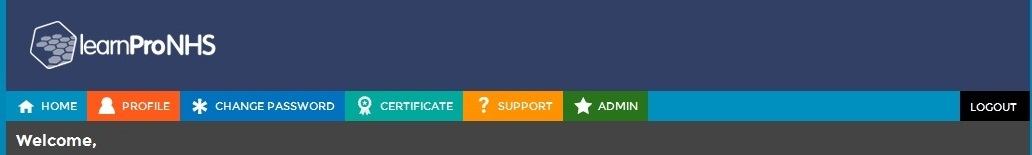 learnProNHS
HOME PROFILE CHANGE PASSWORD CERTIFICATE ? SUPPORT ADMIN LOGOUT
Welcome,